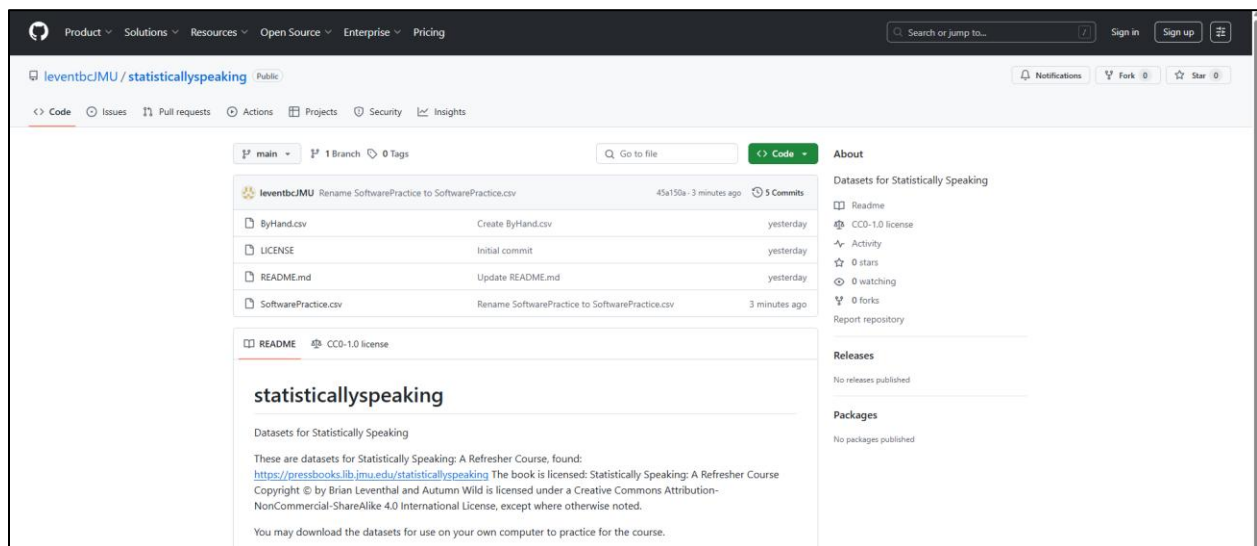 Product Solutions Resources Open Source Enterprise Pricing Search or jump to... / Sign in Sign up
leventbcJMU / statisticallyspeaking Public Notifications Fork 0 Star 0
Code Issues Pull requests Actions Projects Security Insights
main 1 Branch 0 Tags Go to file Code
leventbcJMU Rename SoftwarePractice to SoftwarePractice.csv 45a150a · 3 minutes ago 5 Commits
ByHand.csv Create ByHand.csv yesterday
LICENSE Initial commit yesterday
README.md Update README.md yesterday
SoftwarePractice.csv Rename SoftwarePractice to SoftwarePractice.csv 3 minutes ago
README CC0-1.0 license
statisticallyspeaking
Datasets for Statistically Speaking
These are datasets for Statistically Speaking: A Refresher Course, found:
https://pressbooks.lib.jmu.edu/statisticallyspeaking The book is licensed: Statistically Speaking: A Refresher Course
Copyright © by Brian Leventhal and Autumn Wild is licensed under a Creative Commons Attribution-
NonCommercial-ShareAlike 4.0 International License, except where otherwise noted.
You may download the datasets for use on your own computer to practice for the course.
About
Datasets for Statistically Speaking
Readme
CC0-1.0 license
Activity
0 stars
0 watching
0 forks
Report repository
Releases
No releases published
Packages
No packages published